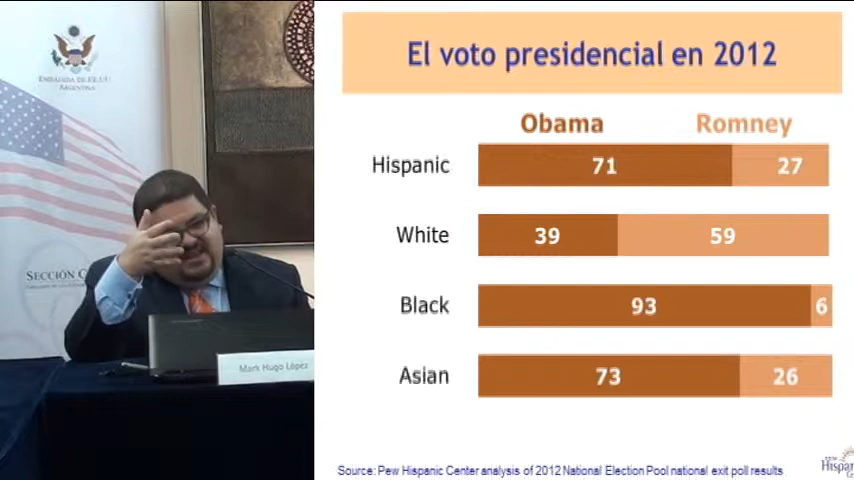 EMBAJADA DE EE.UU.
ARGENTINA
SECCIÓN
Mark Hugo López
El voto presidencial en 2012
Obama Romney
Hispanic 71 27
White 39 59
Black 93 6
Asian 73 26
Source: Pew Hispanic Center analysis of 2012 National Election Pool national exit poll results